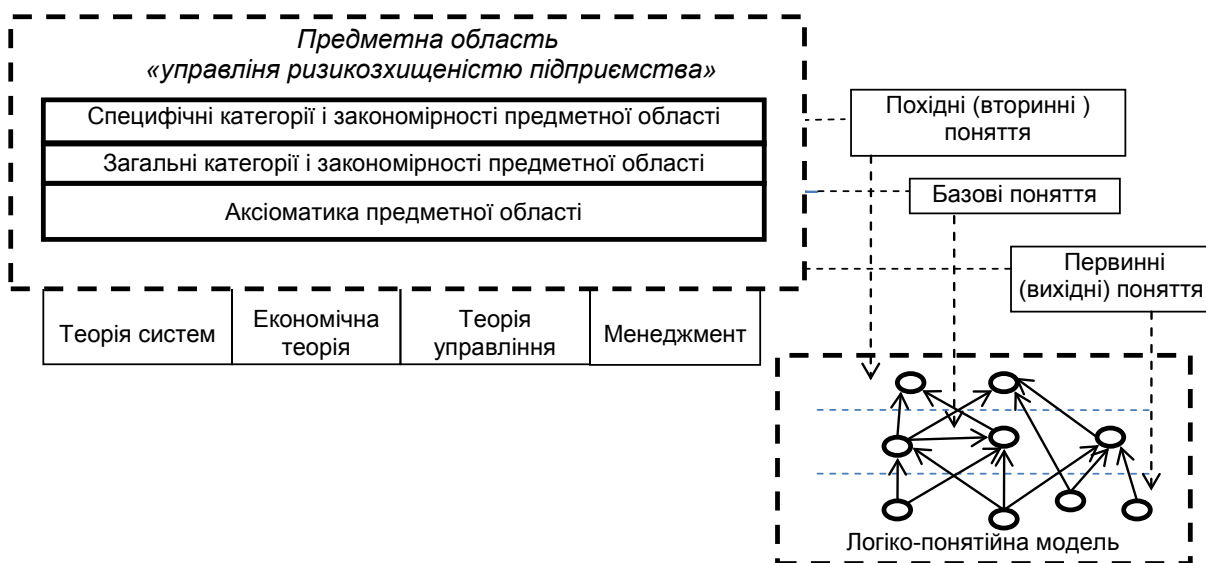 Предметна область
«управліня ризикозхищеністю підприємства»
Специфічні категорії і закономірності предметної області
Загальні категорії і закономірності предметної області
Аксіоматика предметної області
Теорія систем
Економічна
теорія
Теорія
управління
Менеджмент
Похідні (вторинні )
поняття
Базові поняття
Первинні
(вихідні) поняття
Логіко-понятійна модель